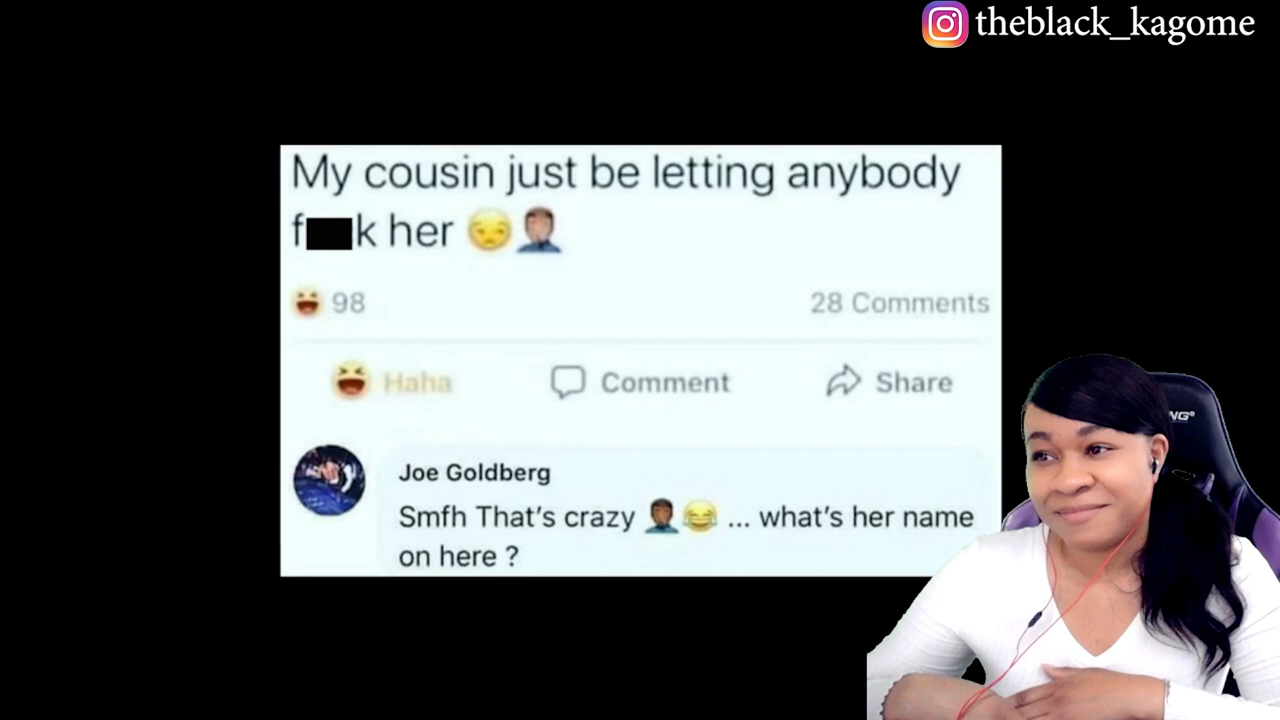 theblack_kagome
My cousin just be letting anybody
f██k her 😒🤦🏽‍♂️
😆 98
28 Comments
😆 Haha
Comment
Share
Joe Goldberg
Smfh That's crazy 🤦🏾‍♂️😂 ... what's her name
on here ?
NG®